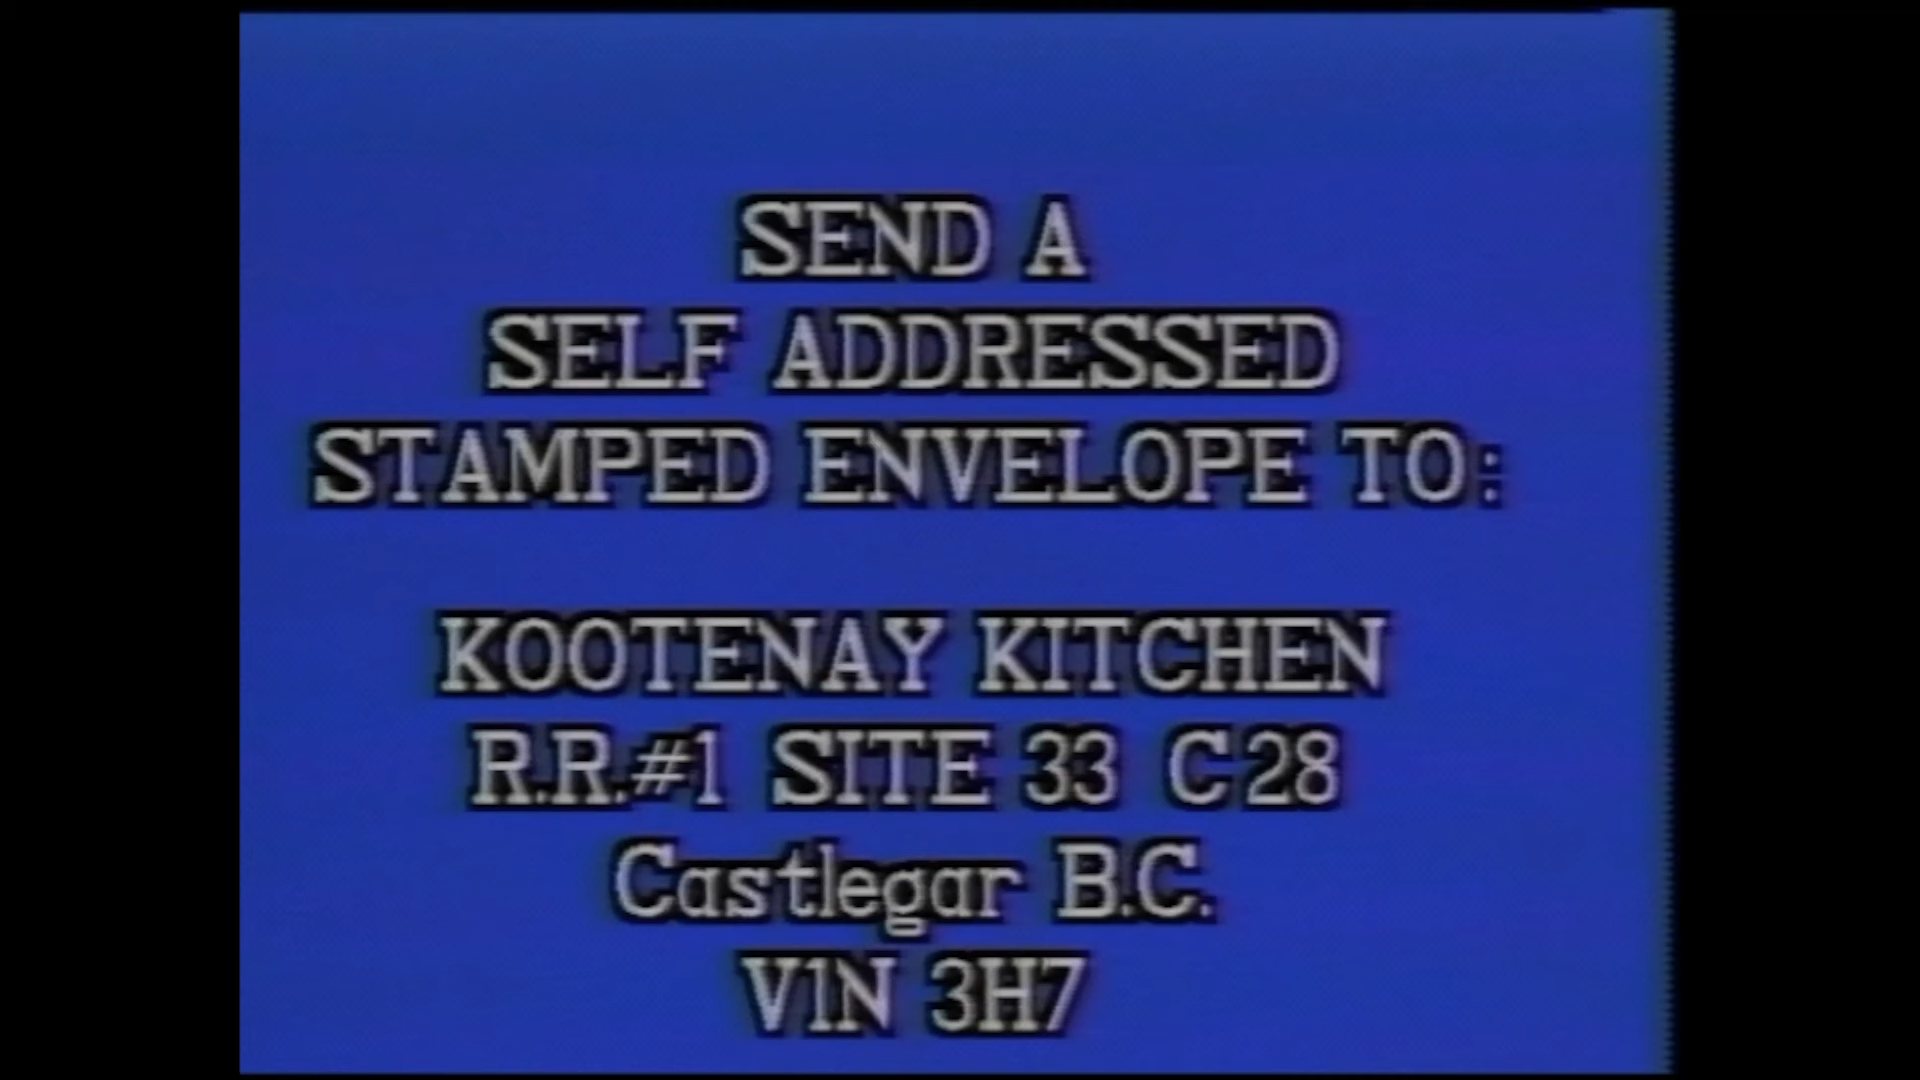 SEND A
SELF ADDRESSED
STAMPED ENVELOPE TO:
KOOTENAY KITCHEN
R.R.#1 SITE 33 C28
Castlegar B.C.
V1N 3H7